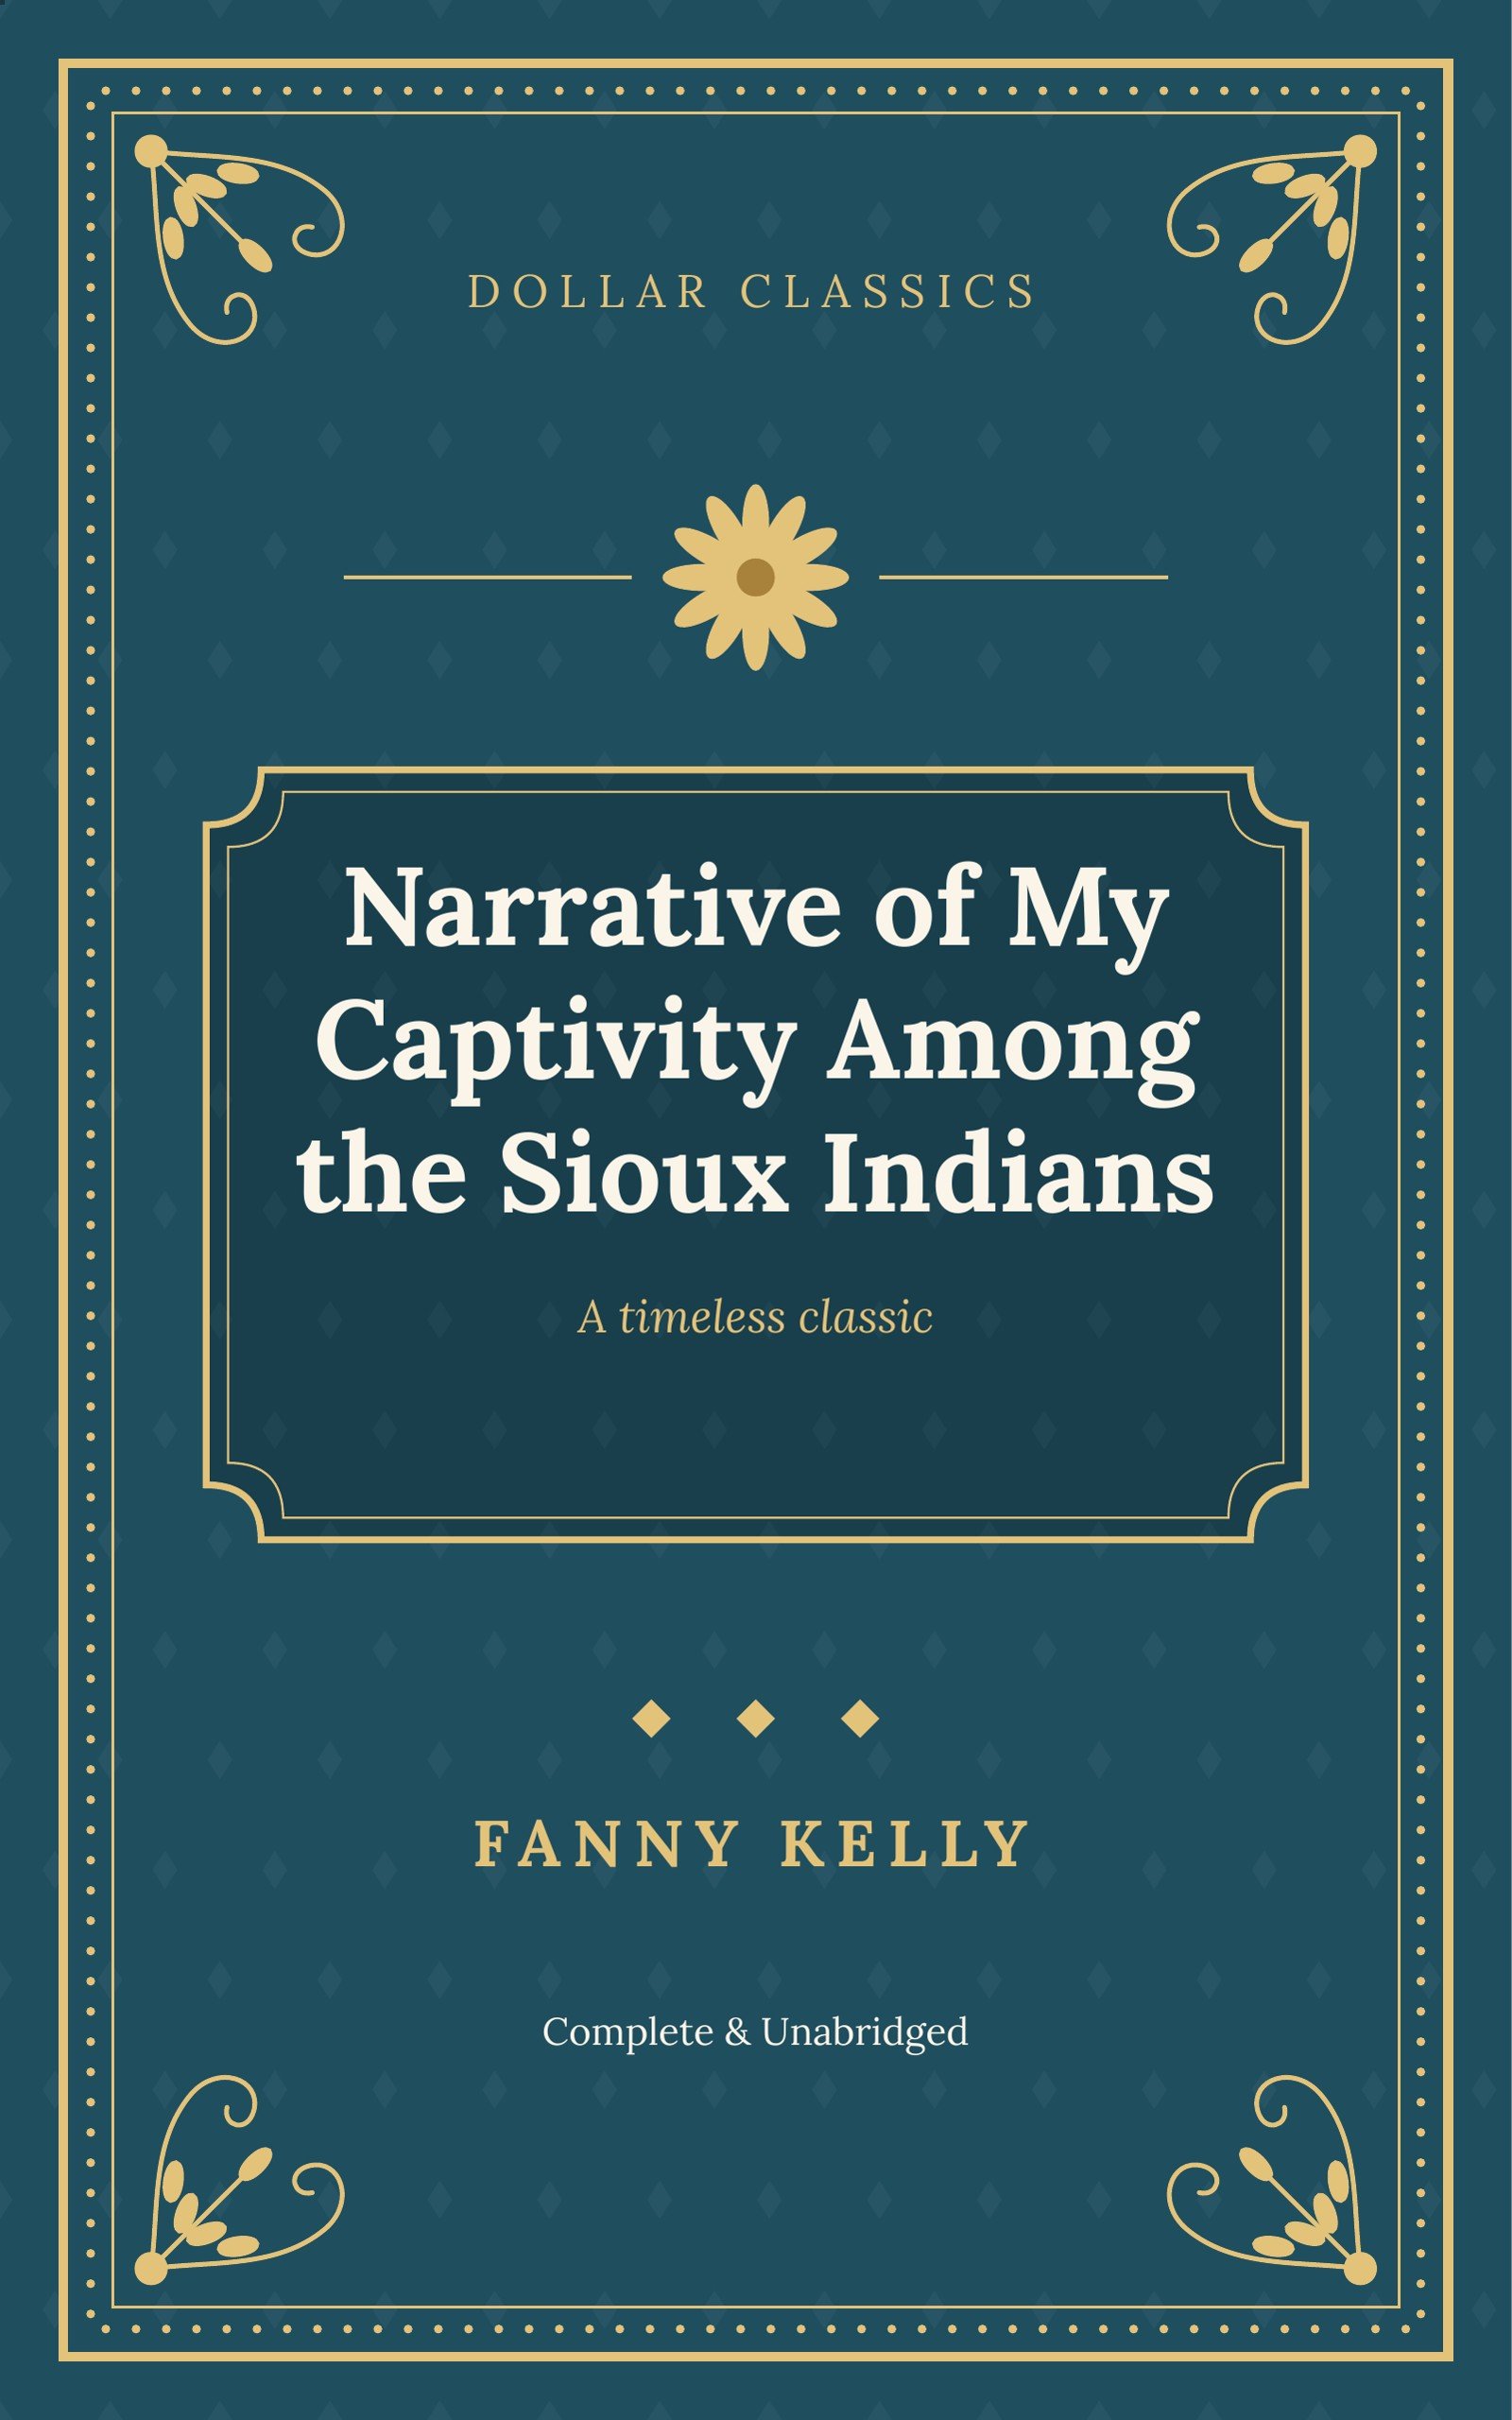 DOLLAR CLASSICS
Narrative of My
Captivity Among
the Sioux Indians
A timeless classic
FANNY KELLY
Complete & Unabridged